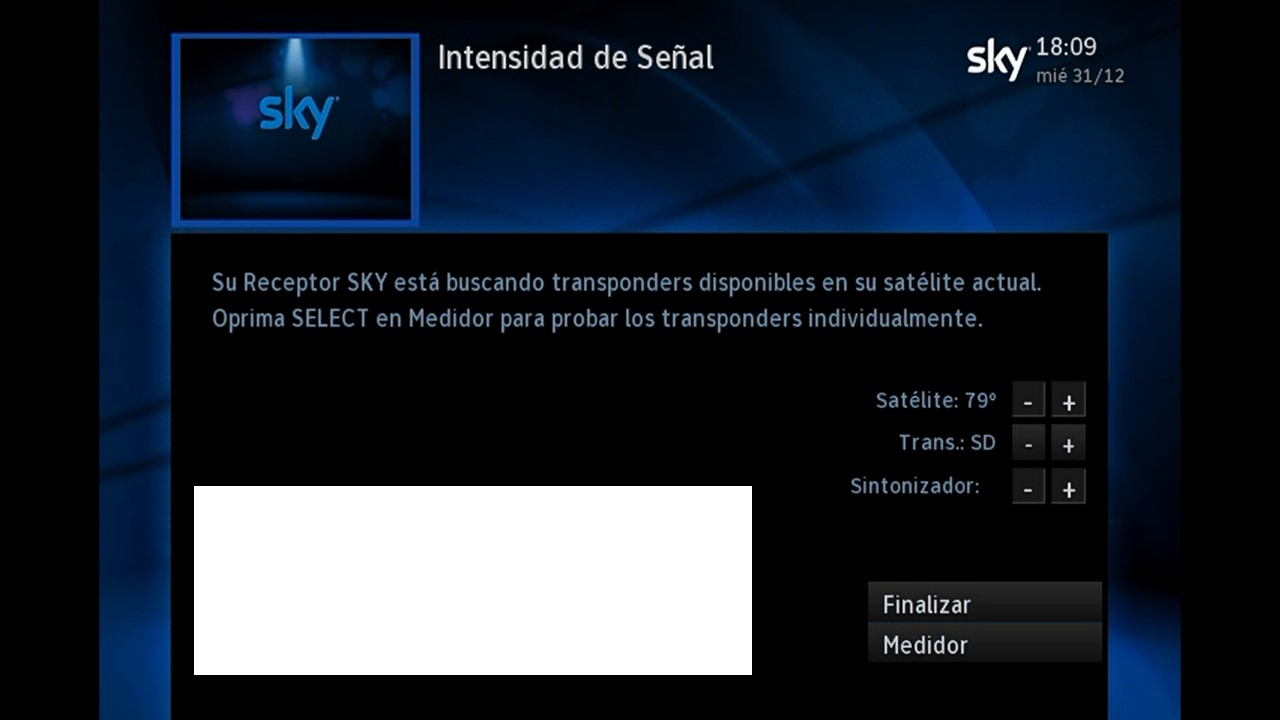 sky
Intensidad de Señal
sky 18:09
mié 31/12
Su Receptor SKY está buscando transponders disponibles en su satélite actual.
Oprima SELECT en Medidor para probar los transponders individualmente.
Satélite: 79° - +
Trans.: SD - +
Sintonizador: - +
Finalizar
Medidor